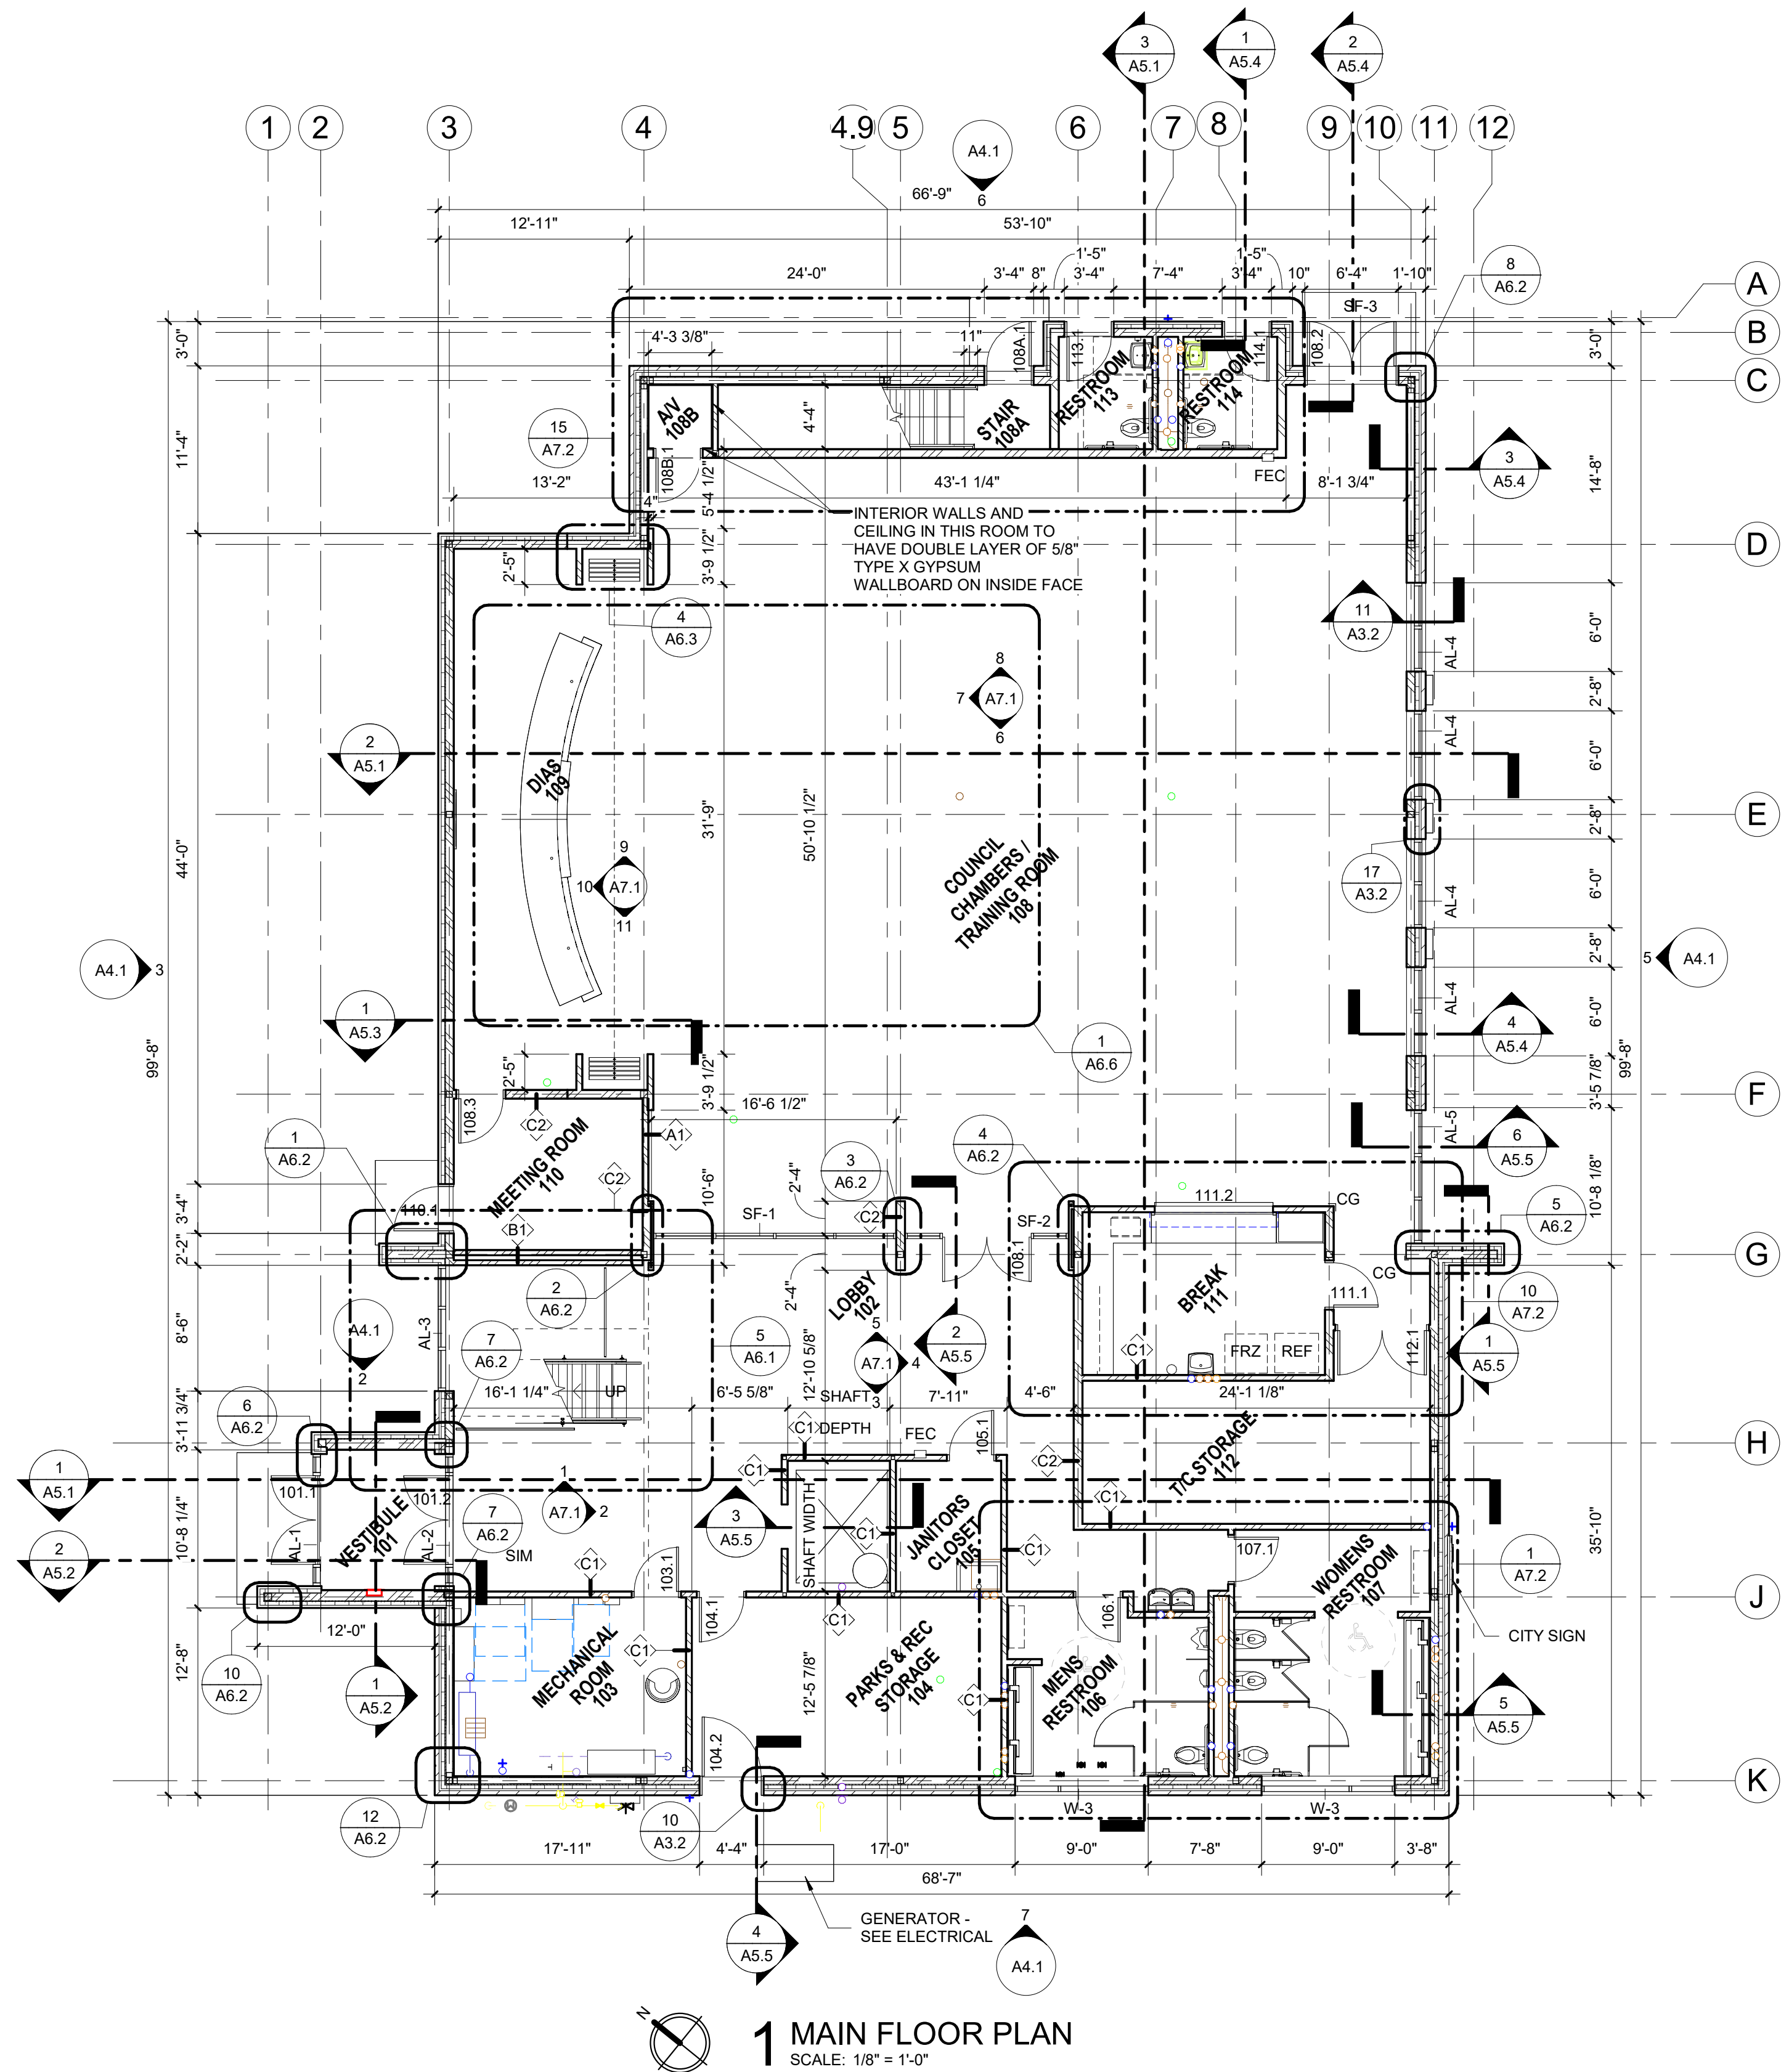 3
A5.1
1
A5.4
2
A5.4
1
2
3
4
4.9
5
6
7
8
9
10
11
12
A4.1
6
66'-9"
12'-11"
53'-10"
1'-5"
1'-5"
24'-0"
3'-4"
8"
3'-4"
7'-4"
3'-4"
10"
6'-4"
1'-10"
8
A6.2
A
B
C
D
E
F
G
H
J
K
SF-3
3'-0"
4'-3 3/8"
11"
108A.1
113.1
114.1
108.2
3'-0"
RESTROOM
113
RESTROOM
114
A/V
108B
STAIR
108A
4'-4"
15
A7.2
11'-4"
108B.1
5'-4 1/2"
FEC
3
A5.4
14'-8"
13'-2"
4"
43'-1 1/4"
8'-1 3/4"
INTERIOR WALLS AND
CEILING IN THIS ROOM TO
HAVE DOUBLE LAYER OF 5/8"
TYPE X GYPSUM
WALLBOARD ON INSIDE FACE
2'-5"
3'-9 1/2"
4
A6.3
11
A3.2
6'-0"
AL-4
2'-8"
8
7
A7.1
6
AL-4
2
A5.1
6'-0"
DIAS
109
31'-9"
50'-10 1/2"
2'-8"
44'-0"
COUNCIL
CHAMBERS /
TRAINING ROOM
108
9
10
A7.1
11
17
A3.2
6'-0"
AL-4
2'-8"
A4.1
3
5
A4.1
1
A5.3
AL-4
6'-0"
4
A5.4
99'-8"
99'-8"
1
A6.6
2'-5"
3'-9 1/2"
3'-5 7/8"
16'-6 1/2"
108.3
C2
A1
MEETING ROOM
110
C2
1
A6.2
3
A6.2
4
A6.2
AL-5
6
A5.5
10'-6"
2'-4"
10'-8 1/8"
3'-4"
110.1
B1
SF-1
C2
SF-2
111.2
CG
5
A6.2
2'-2"
108.1
CG
2
A6.2
LOBBY
102
2'-4"
BREAK
111
111.1
10
A7.2
8'-6"
A4.1
2
AL-3
7
A6.2
5
A6.1
12'-10 5/8"
5
A7.1
4
3
2
A5.5
C1
FRZ
REF
112.1
1
A5.5
UP
16'-1 1/4"
6'-5 5/8"
SHAFT
DEPTH
7'-11"
4'-6"
24'-1 1/8"
3'-11 3/4"
6
A6.2
C1
FEC
105.1
T/C STORAGE
112
C2
C1
1
A5.1
101.1
101.2
1
A7.1
2
C1
SHAFT WIDTH
3
A5.5
C1
JANITORS
CLOSET
105
C1
10'-8 1/4"
VESTIBULE
101
AL-1
AL-2
7
A6.2
SIM
2
A5.2
C1
103.1
107.1
WOMENS
RESTROOM
107
1
A7.2
35'-10"
104.1
C1
106.1
CITY SIGN
12'-0"
10
A6.2
12'-8"
MECHANICAL
ROOM
103
C1
PARKS & REC
STORAGE
104
12'-5 7/8"
C1
MENS
RESTROOM
106
1
A5.2
5
A5.5
104.2
12
A6.2
10
A3.2
W-3
W-3
17'-11"
4'-4"
17'-0"
9'-0"
7'-8"
9'-0"
3'-8"
68'-7"
4
A5.5
GENERATOR -
SEE ELECTRICAL
7
A4.1
N
1
MAIN FLOOR PLAN
SCALE: 1/8" = 1'-0"